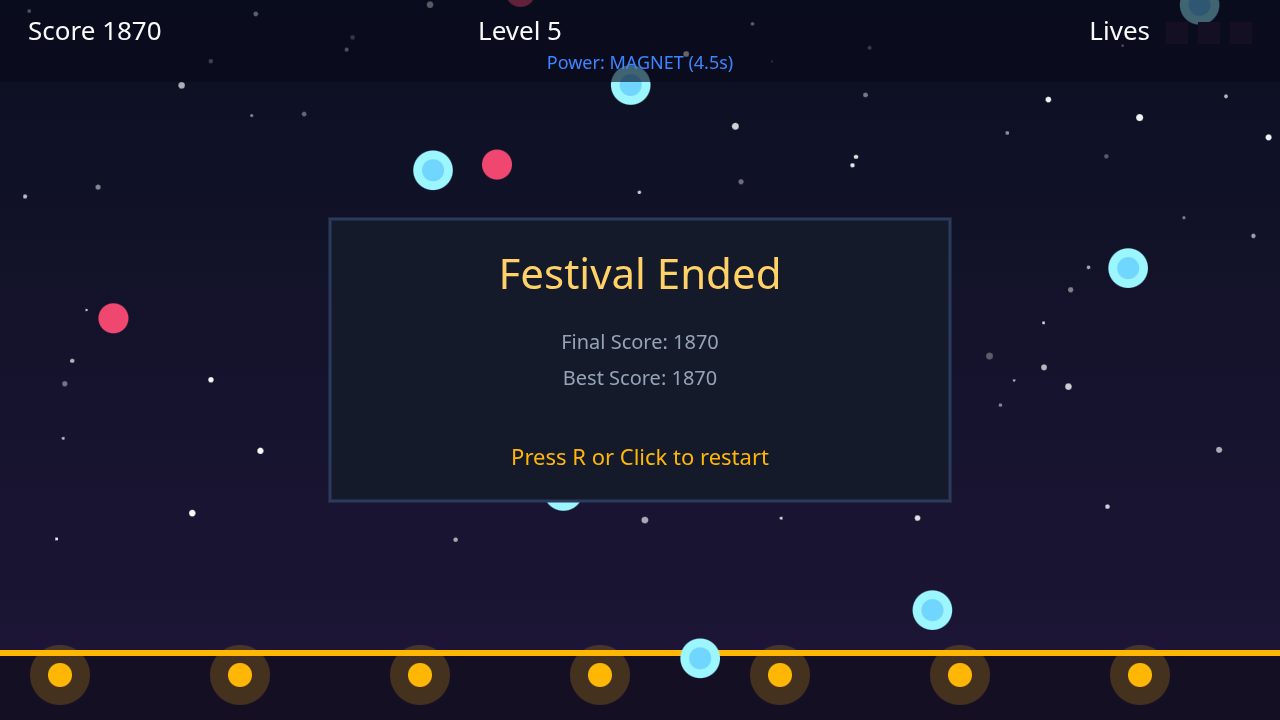 Score 1870
Level 5
Lives
Power: MAGNET (4.5s)
Festival Ended
Final Score: 1870
Best Score: 1870
Press R or Click to restart